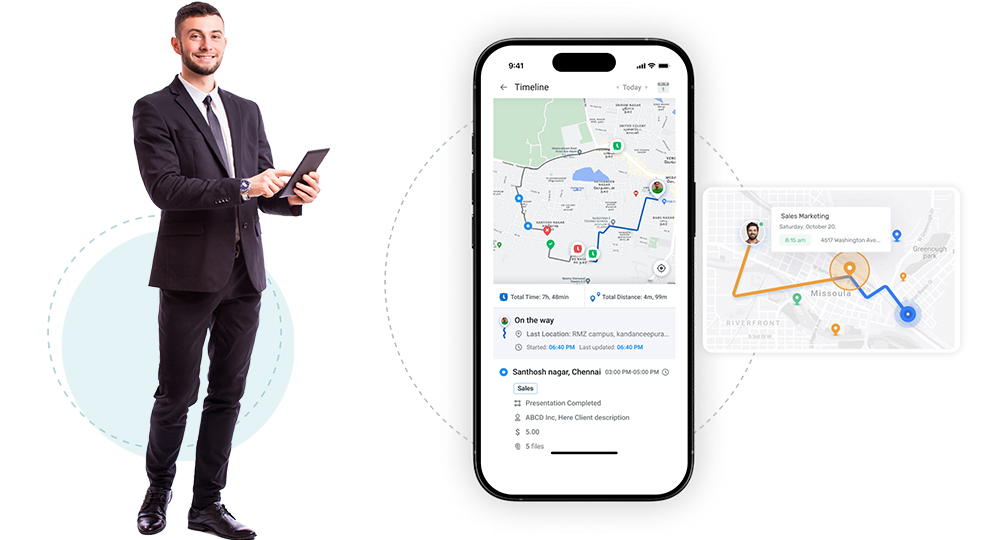 9:41
Timeline
Today
1
Total Time: 7h, 48min
Total Distance: 4m, 99m
On the way
Last Location: RMZ campus, kandanceepura...
Started: 06:40 PM Last updated: 06:40 PM
Santhosh nagar, Chennai 03:00 PM-05:00 PM
Sales
Presentation Completed
ABCD Inc, Here Client description
$ 5.00
5 files
Sales Marketing
Saturday, October 20,
8:15 am 4517 Washington Ave...
Greenough
park
Missoula
RIVERFRONT